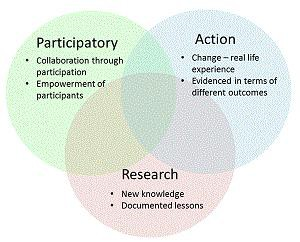 Participatory
• Collaboration through
participation
• Empowerment of
participants
Action
• Change – real life
experience
• Evidenced in terms of
different outcomes
Research
• New knowledge
• Documented lessons